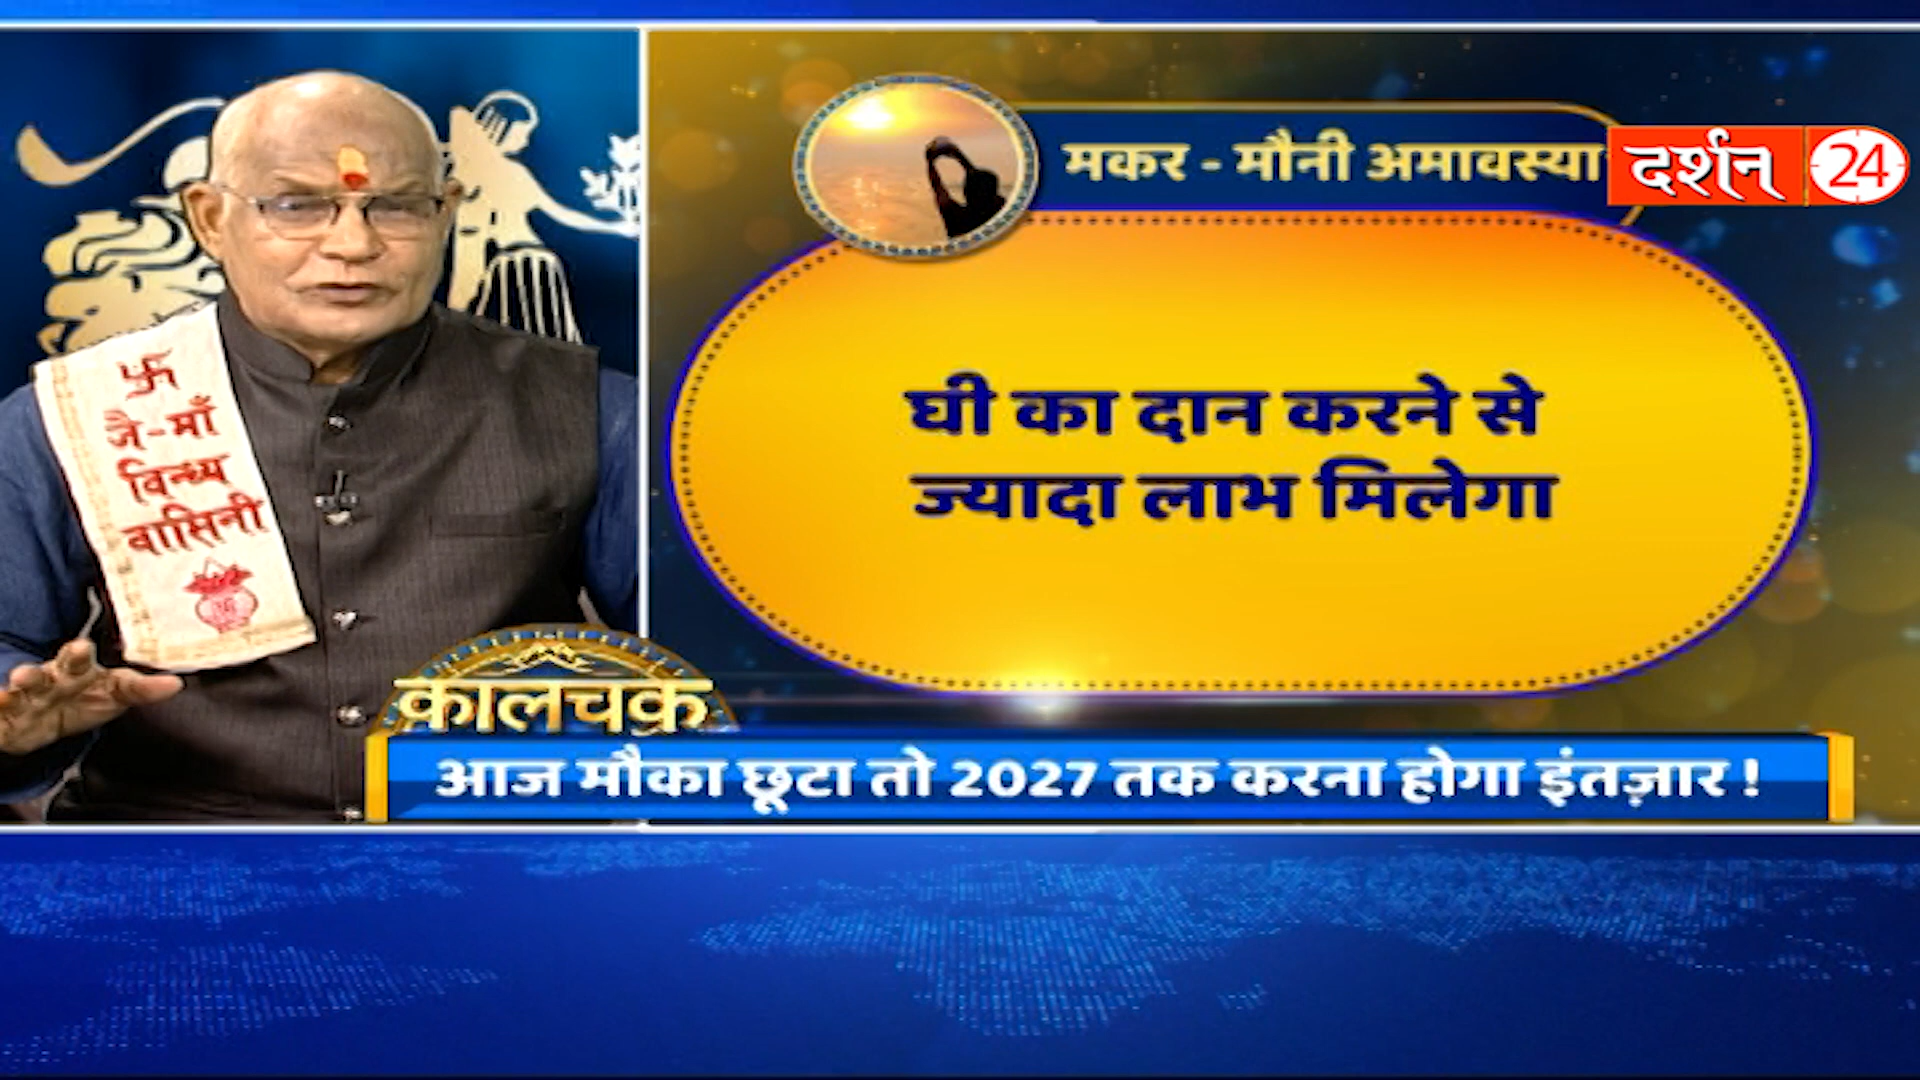 मकर - मौनी अमावस्या
दर्शन 24
घी का दान करने से
ज्यादा लाभ मिलेगा
जै-माँ
विन्ध्य
वासिनी
कालचक्र
आज मौका छूटा तो 2027 तक करना होगा इंतज़ार !